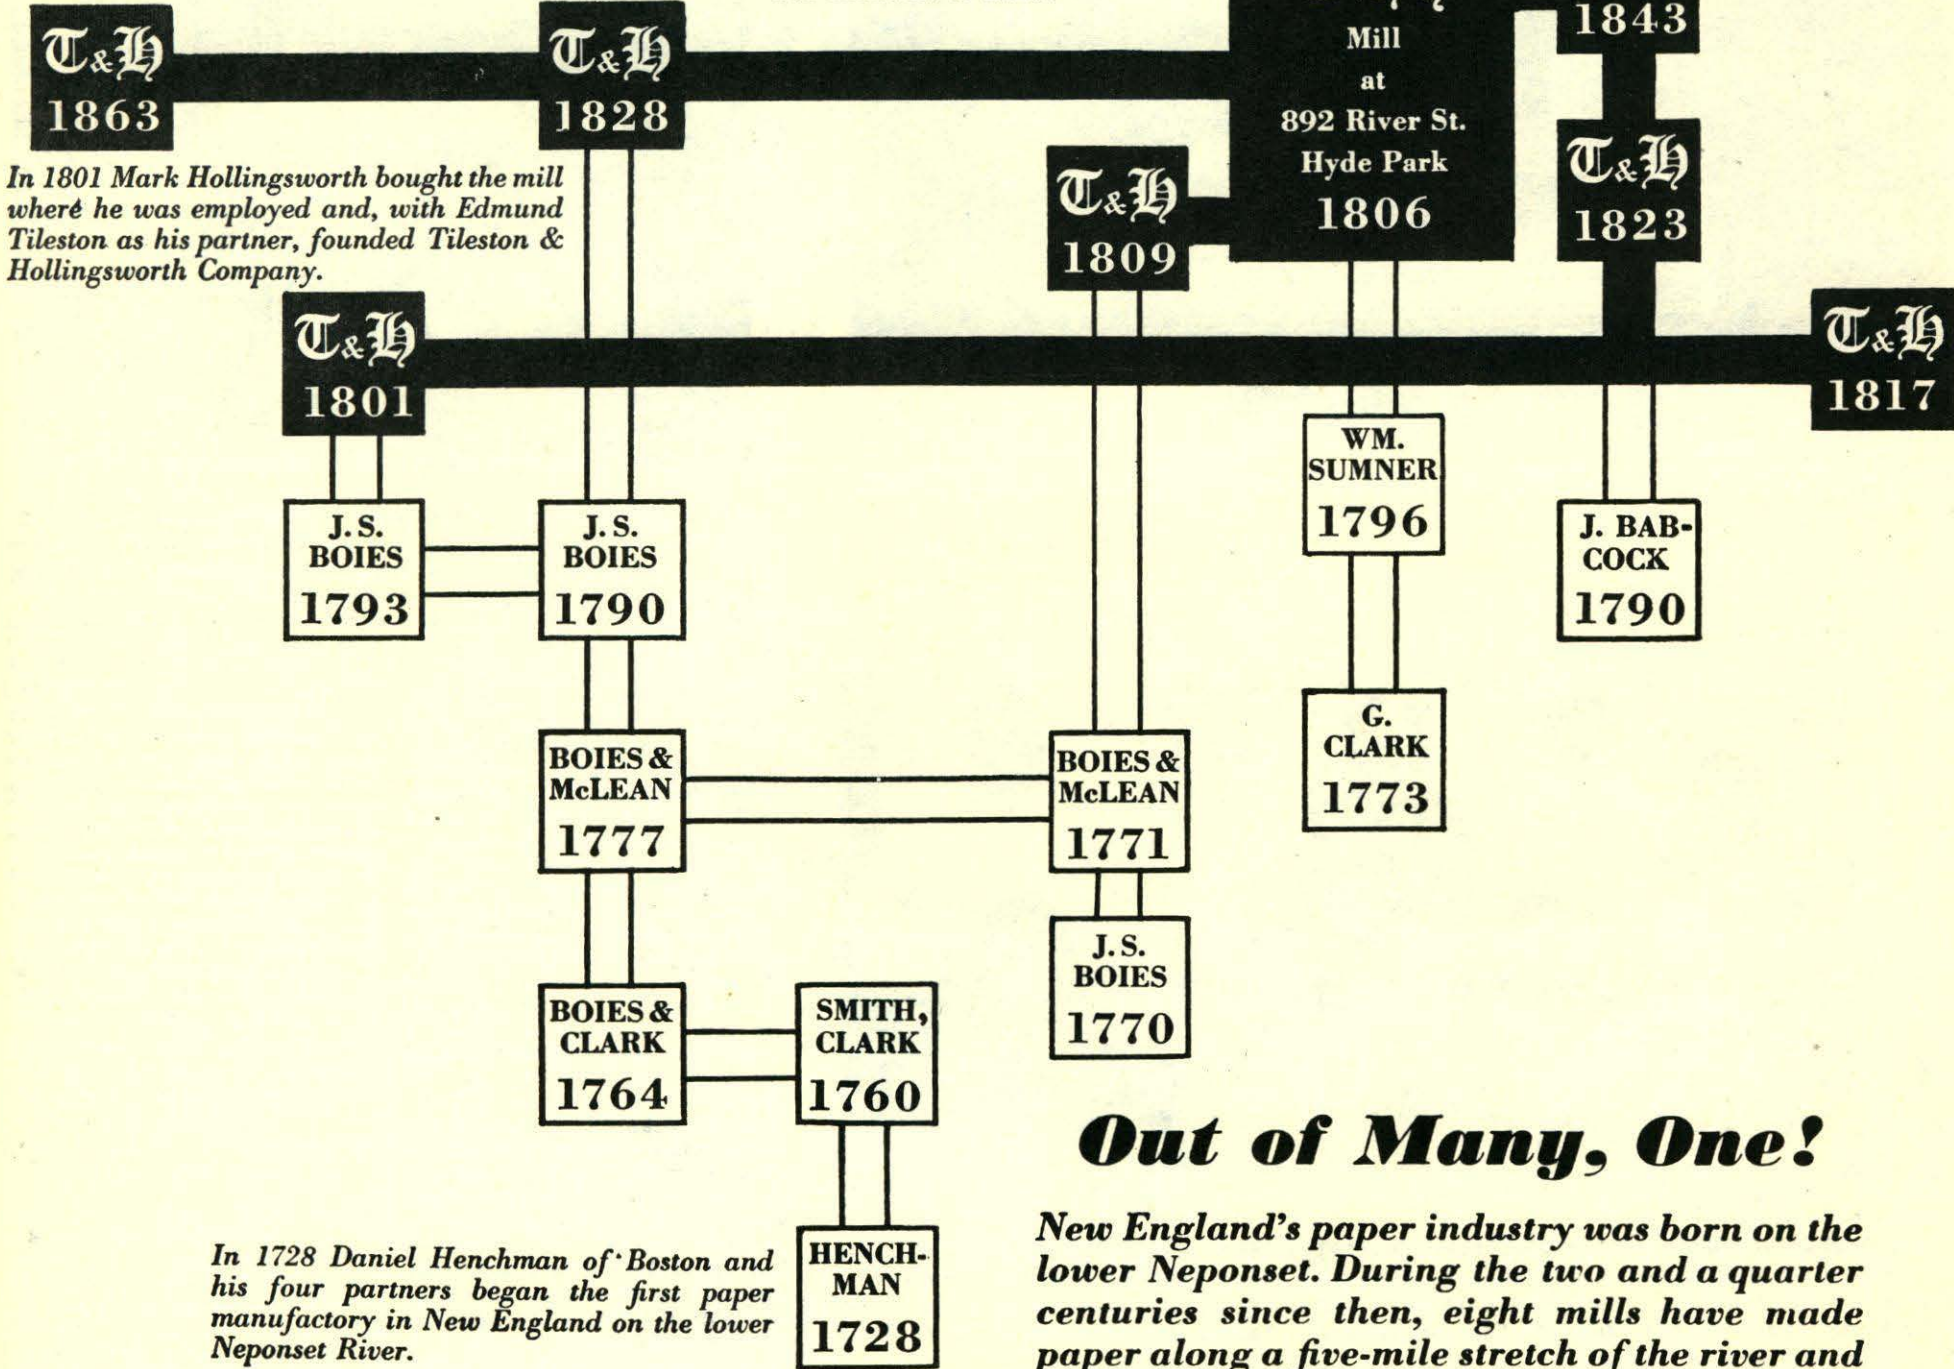 T&H
1863
T&H
1828
Mill
at
892 River St.
Hyde Park
1806
1843
T&H
1823
T&H
1809
In 1801 Mark Hollingsworth bought the mill
where he was employed and, with Edmund
Tileston as his partner, founded Tileston &
Hollingsworth Company.
T&H
1801
T&H
1817
J. S.
BOIES
1793
J. S.
BOIES
1790
WM.
SUMNER
1796
J. BAB-
COCK
1790
BOIES &
McLEAN
1777
BOIES &
McLEAN
1771
G.
CLARK
1773
J. S.
BOIES
1770
BOIES &
CLARK
1764
SMITH,
CLARK
1760
HENCH-
MAN
1728
In 1728 Daniel Henchman of Boston and
his four partners began the first paper
manufactory in New England on the lower
Neponset River.
Out of Many, One!
New England's paper industry was born on the
lower Neponset. During the two and a quarter
centuries since then, eight mills have made
paper along a five-mile stretch of the river and